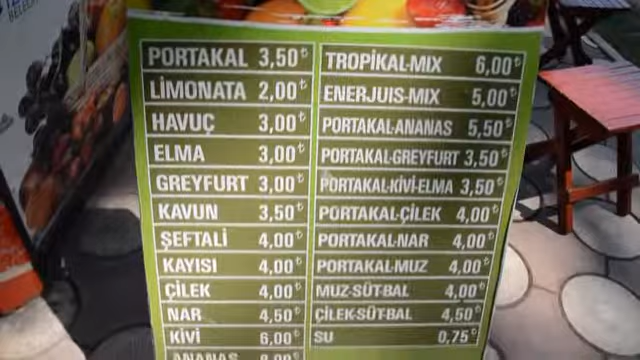 PORTAKAL 3,50₺
LİMONATA 2,00₺
HAVUÇ 3,00₺
ELMA 3,00₺
GREYFURT 3,00₺
KAVUN 3,50₺
ŞEFTALİ 4,00₺
KAYISI 4,00₺
ÇİLEK 4,00₺
NAR 4,50₺
KİVİ 6,00₺
ANANAS 8,00₺
TROPİKAL-MIX 6,00₺
ENERJUIS-MIX 5,00₺
PORTAKAL-ANANAS 5,50₺
PORTAKAL-GREYFURT 3,50₺
PORTAKAL-KİVİ-ELMA 3,50₺
PORTAKAL-ÇİLEK 4,00₺
PORTAKAL-NAR 4,00₺
PORTAKAL-MUZ 4,00₺
MUZ-SÜT-BAL 4,00₺
ÇİLEK-SÜT-BAL 4,50₺
SU 0,75₺